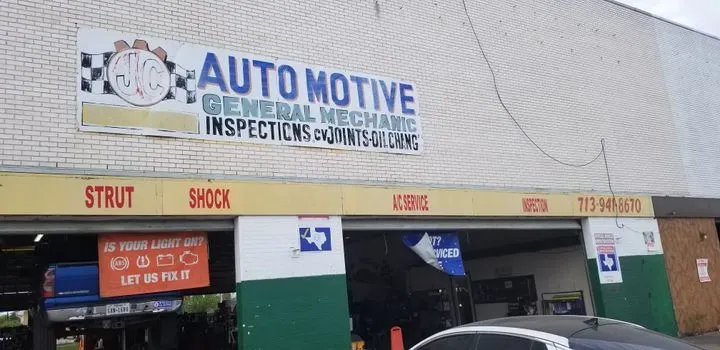 JC
AUTO MOTIVE
GENERAL MECHANIC
INSPECTIONS, CV JOINTS-OIL CHANG
STRUT SHOCK A/C SERVICE INSPECTION 713-941-8670
IS YOUR LIGHT ON?
ABS
LET US FIX IT